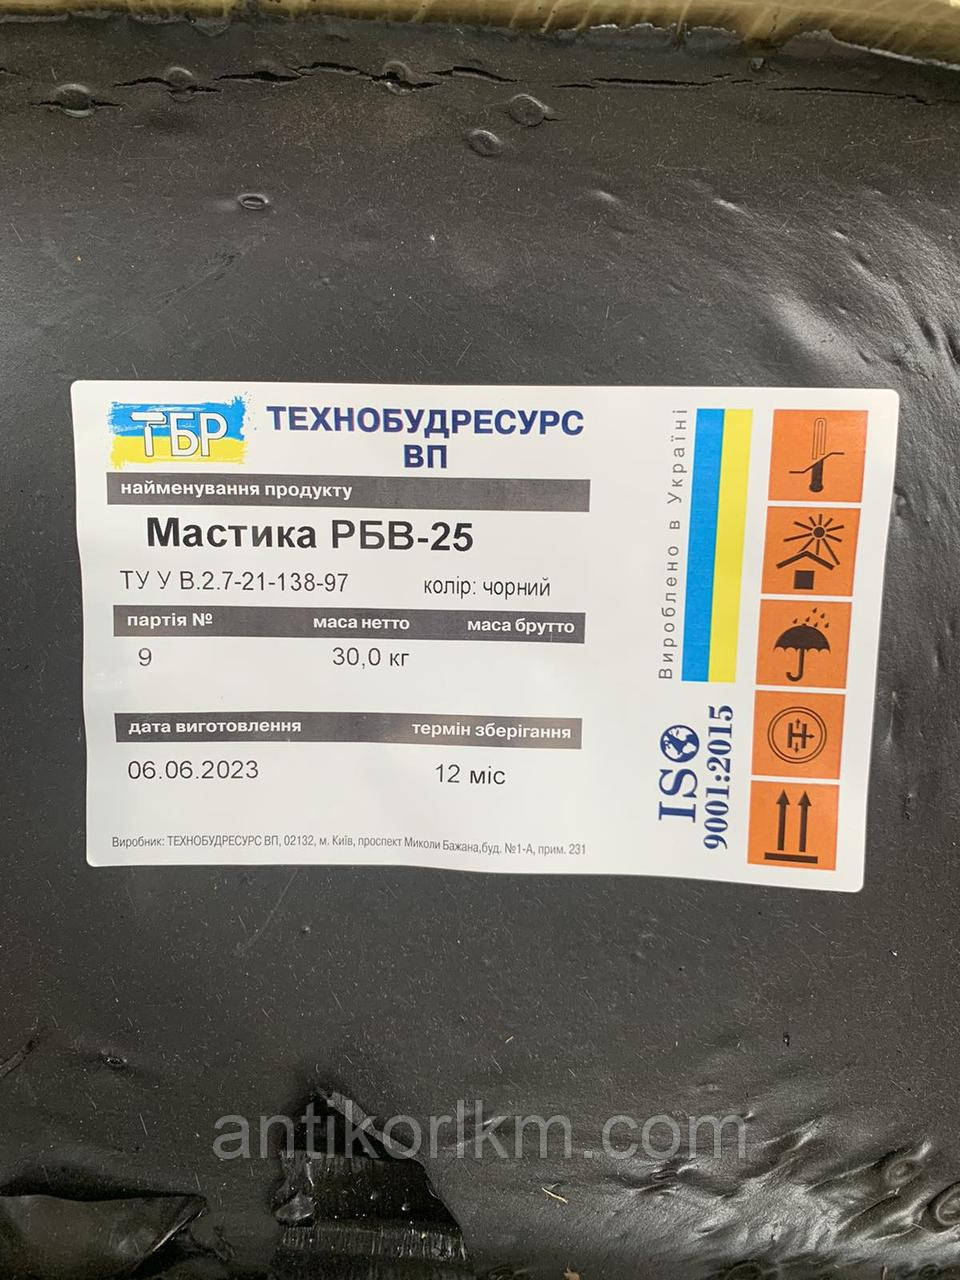 ТБР
ТЕХНОБУДРЕСУРС
ВП
найменування продукту
Мастика РБВ-25
ТУ У В.2.7-21-138-97 колір: чорний
партія № маса нетто маса брутто
9 30,0 кг
дата виготовлення термін зберігання
06.06.2023 12 міс
Виробник: ТЕХНОБУДРЕСУРС ВП, 02132, м. Київ, проспект Миколи Бажана,буд. №1-А, прим. 231
Вироблено в Україні
ISO
9001:2015
antikorlkm.com